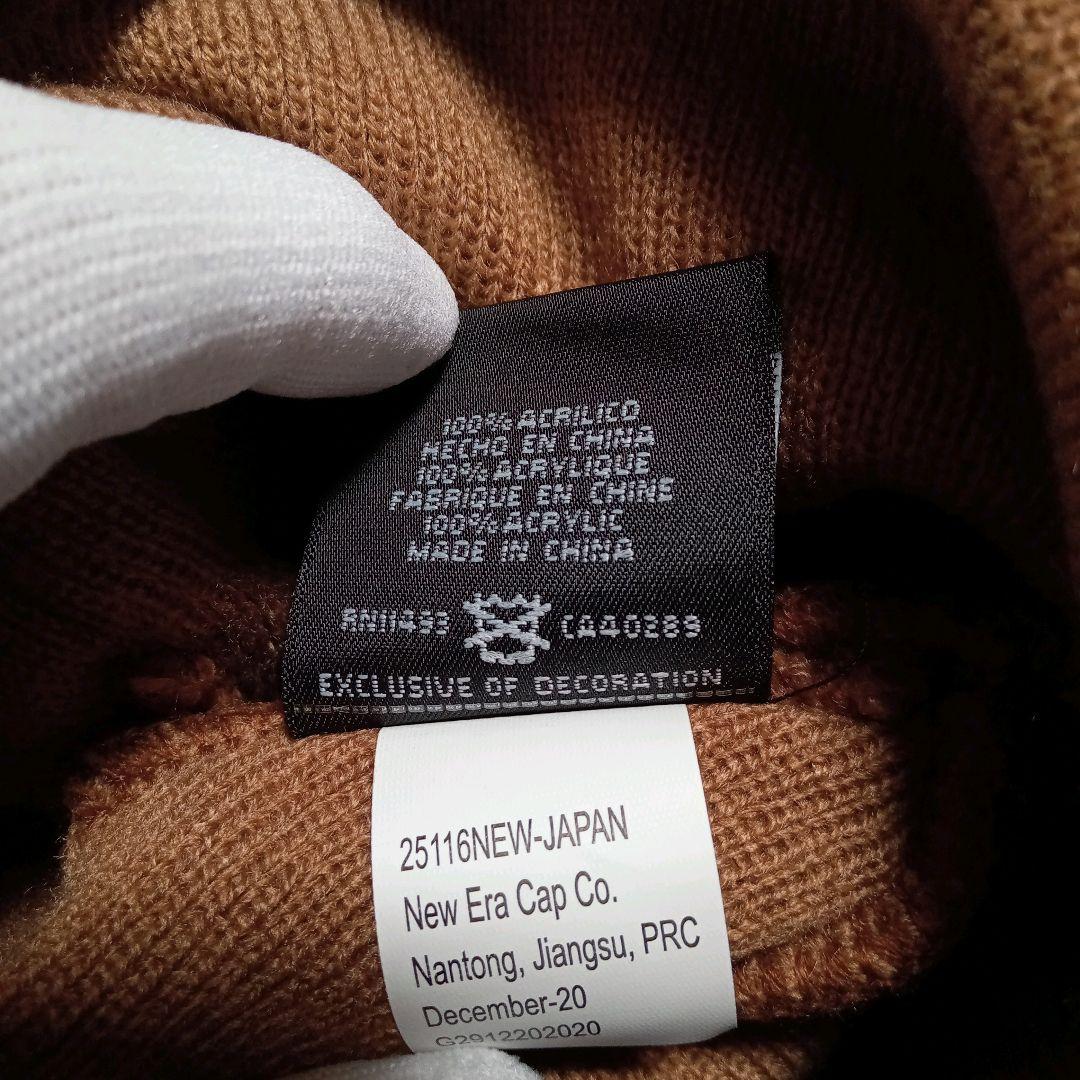 100% ACRILICO
HECHO EN CHINA
100% ACRYLIQUE
FABRIQUE EN CHINE
100% ACRYLIC
MADE IN CHINA
CA40289
EXCLUSIVE OF DECORATION
25116NEW-JAPAN
New Era Cap Co.
Nantong, Jiangsu, PRC
December-20
G2912202020